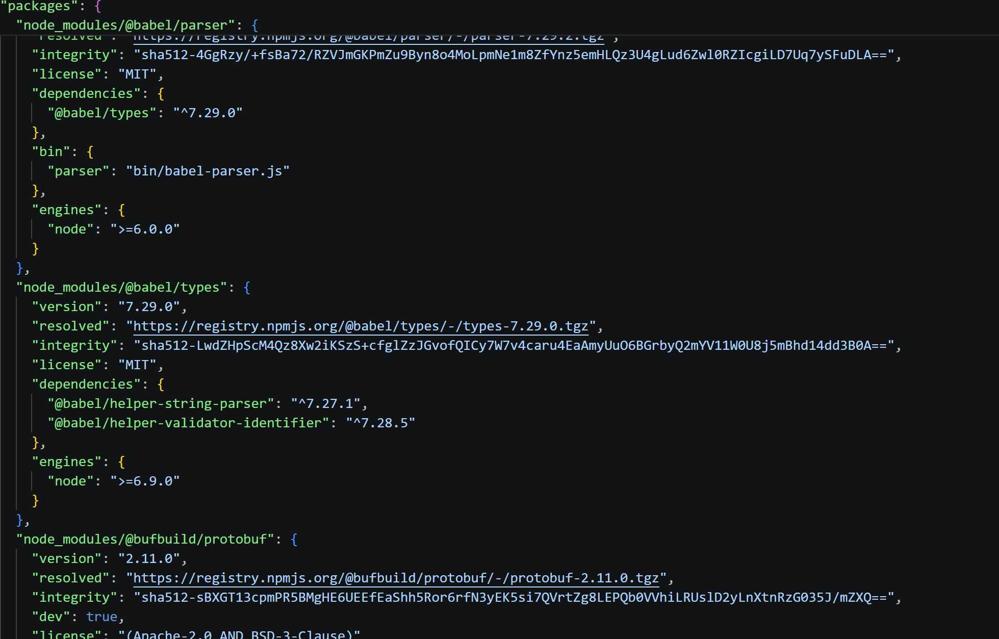 "packages": {
  "node_modules/@babel/parser": {
    "resolved": "https://registry.npmjs.org/@babel/parser/-/parser-7.29.2.tgz",
    "integrity": "sha512-4GgRzy/+fsBa72/RZVJmGKPmZu9Byn8o4MoLpmNe1m8ZfYnz5emHLQz3U4gLud6Zwl0RZIcgiLD7Uq7ySFuDLA==",
    "license": "MIT",
    "dependencies": {
      "@babel/types": "^7.29.0"
    },
    "bin": {
      "parser": "bin/babel-parser.js"
    },
    "engines": {
      "node": ">=6.0.0"
    }
  },
  "node_modules/@babel/types": {
    "version": "7.29.0",
    "resolved": "https://registry.npmjs.org/@babel/types/-/types-7.29.0.tgz",
    "integrity": "sha512-LwdZHpScM4Qz8Xw2iKSzS+cfglZzJGvofQICy7W7v4caru4EaAmyUuO6BGrbyQ2mYV11W0U8j5mBhd14dd3B0A==",
    "license": "MIT",
    "dependencies": {
      "@babel/helper-string-parser": "^7.27.1",
      "@babel/helper-validator-identifier": "^7.28.5"
    },
    "engines": {
      "node": ">=6.9.0"
    }
  },
  "node_modules/@bufbuild/protobuf": {
    "version": "2.11.0",
    "resolved": "https://registry.npmjs.org/@bufbuild/protobuf/-/protobuf-2.11.0.tgz",
    "integrity": "sha512-sBXGT13cpmPR5BMgHE6UEEfEaShh5Ror6rfN3yEK5si7QVrtZg8LEPQb0VVhiLRUslD2yLnXtnRzG035J/mZXQ==",
    "dev": true,
    "license": "(Apache-2.0 AND BSD-3-Clause)"